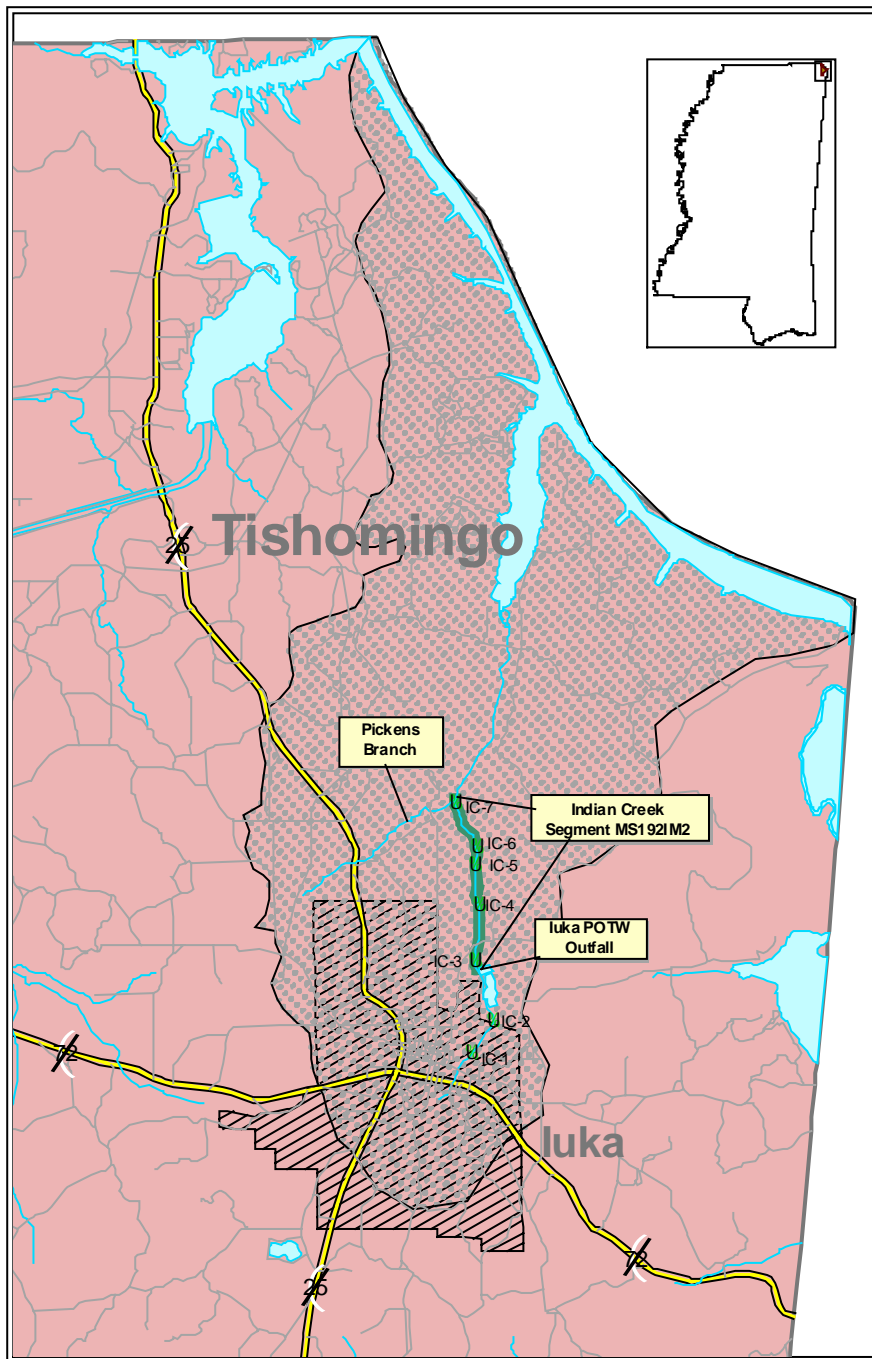 25
Tishomingo
Pickens
Branch
IC-7
Indian Creek
Segment MS192IM2
IC-6
IC-5
IC-4
Iuka POTW
Outfall
IC-3
IC-2
72
IC-1
Iuka
72
25